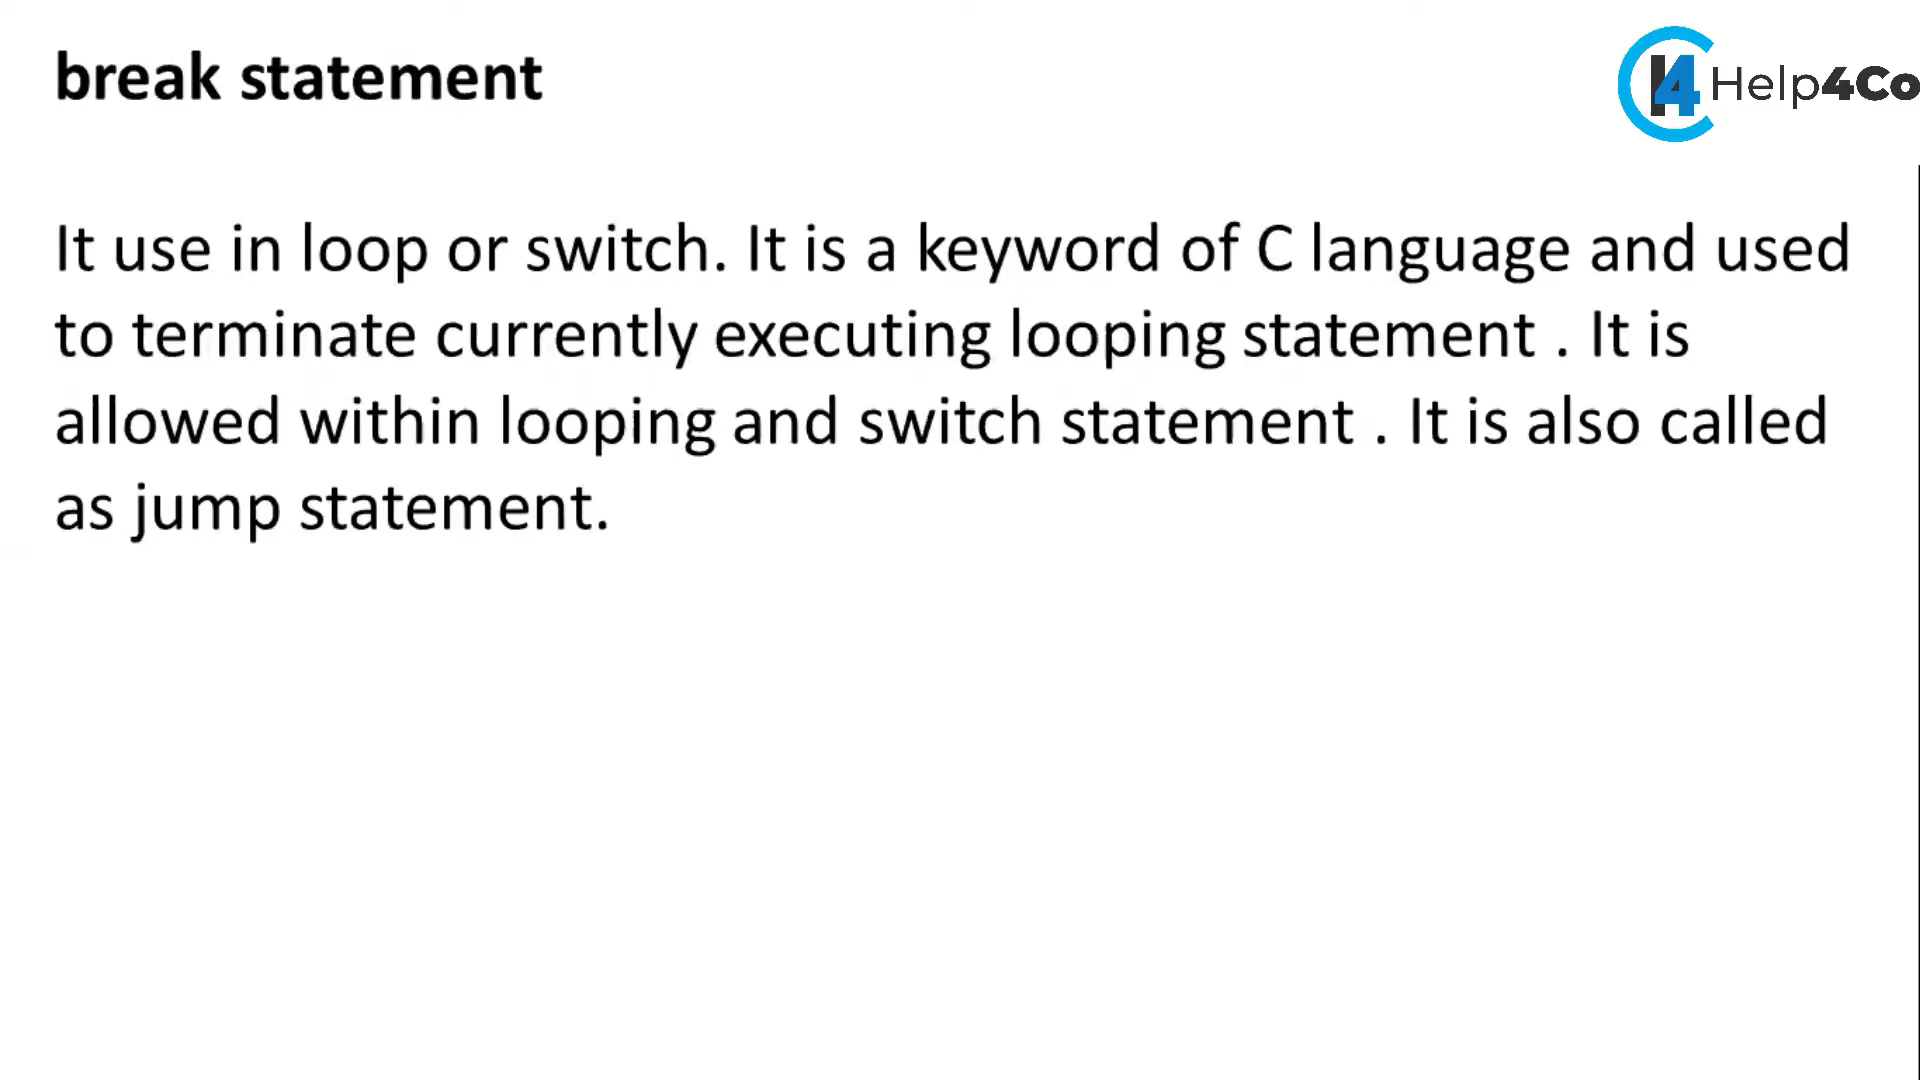 break statement
Help4Co
It use in loop or switch. It is a keyword of C language and used
to terminate currently executing looping statement . It is
allowed within looping and switch statement . It is also called
as jump statement.